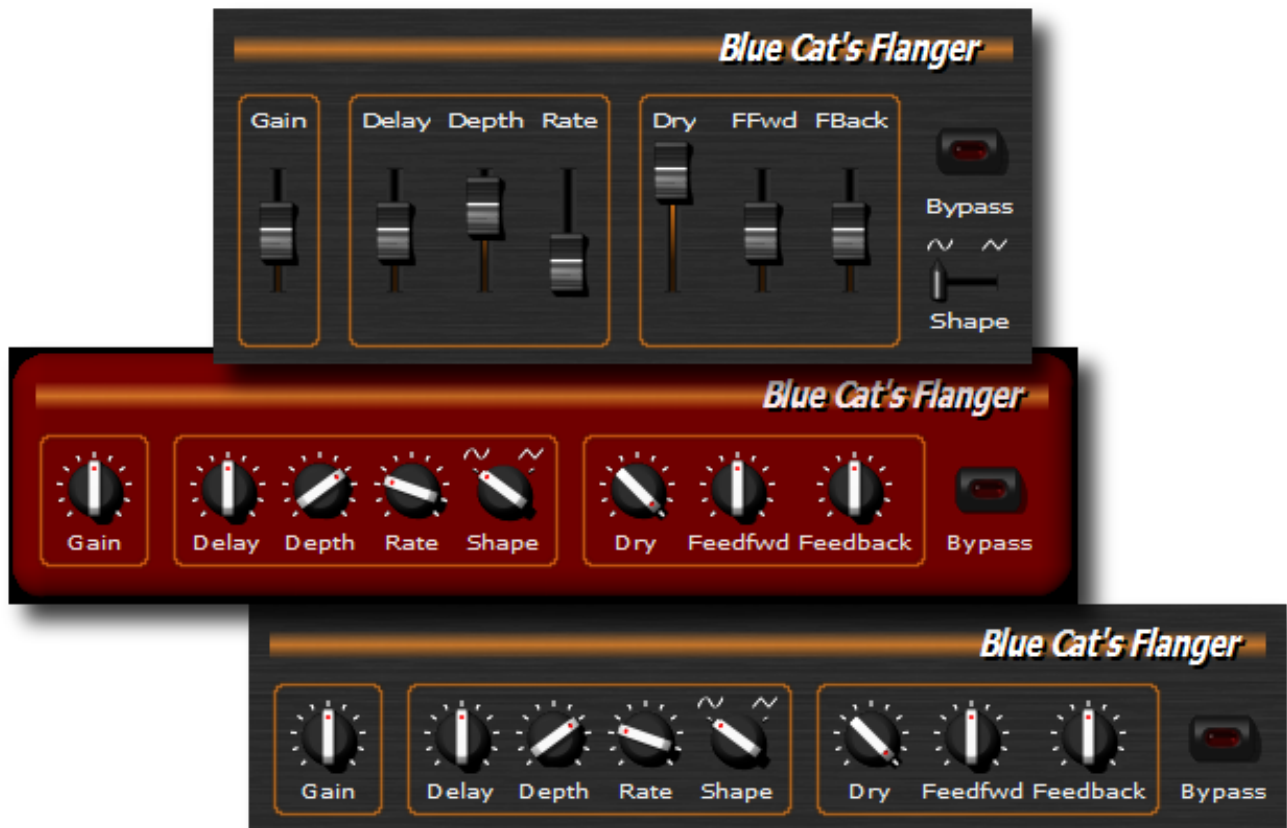 Blue Cat's Flanger
Gain Delay Depth Rate Dry FFwd FBack
Bypass
Shape
Blue Cat's Flanger
Gain Delay Depth Rate Shape Dry Feedfwd Feedback Bypass
Blue Cat's Flanger
Gain Delay Depth Rate Shape Dry Feedfwd Feedback Bypass